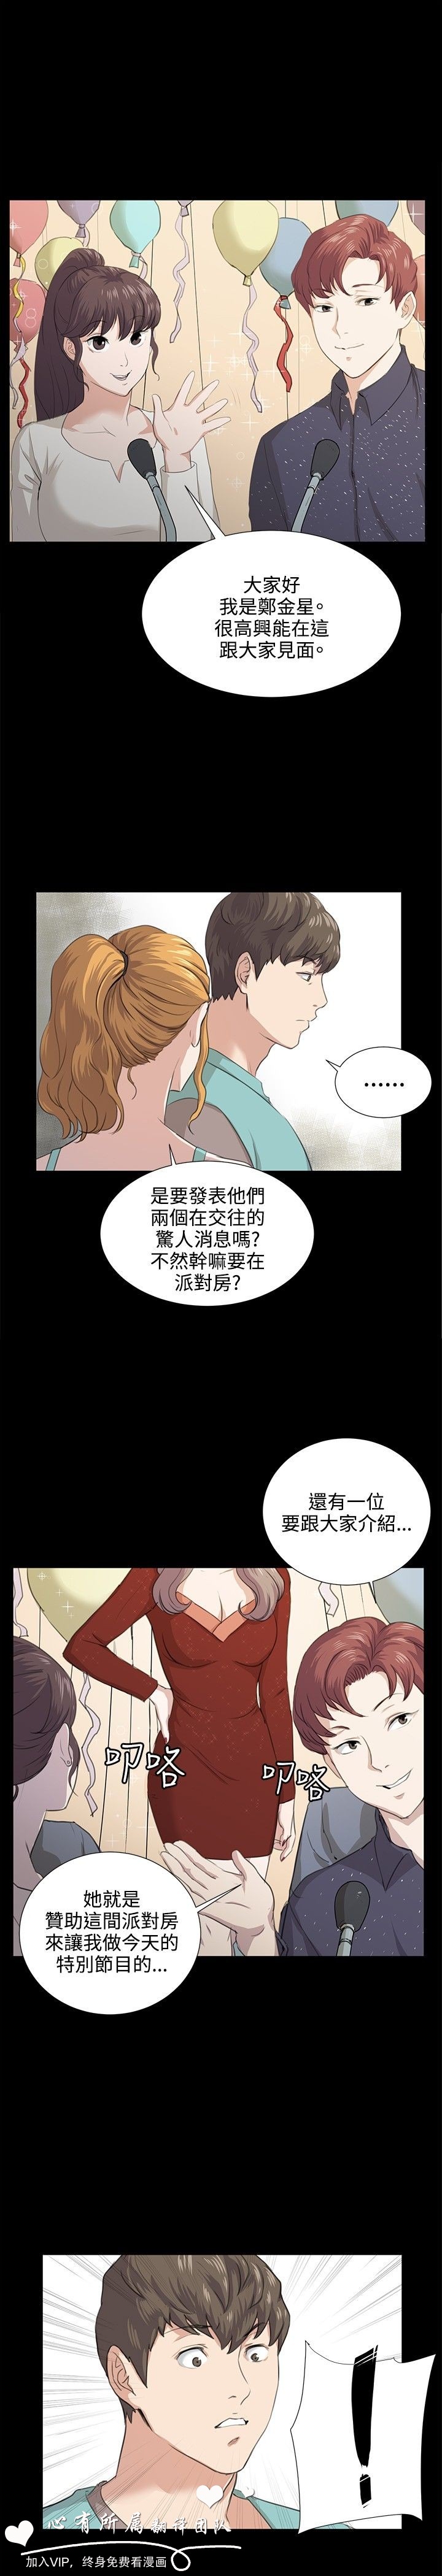 大家好
我是鄭金星。
很高興能在這
跟大家見面。
......
是要發表他們
兩個在交往的
驚人消息嗎?
不然幹嘛要在
派對房?
還有一位
要跟大家介紹...
叩咯
叩咯
她就是
贊助這間派對房
來讓我做今天的
特別節目的...
!
心有所属翻译团队
加入VIP，终身免费看漫画